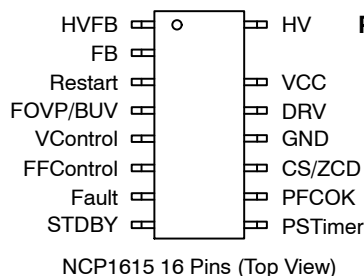 HVFB HV
FB
Restart VCC
FOVP/BUV DRV
VControl GND
FFControl CS/ZCD
Fault PFCOK
STDBY PSTimer
NCP1615 16 Pins (Top View)